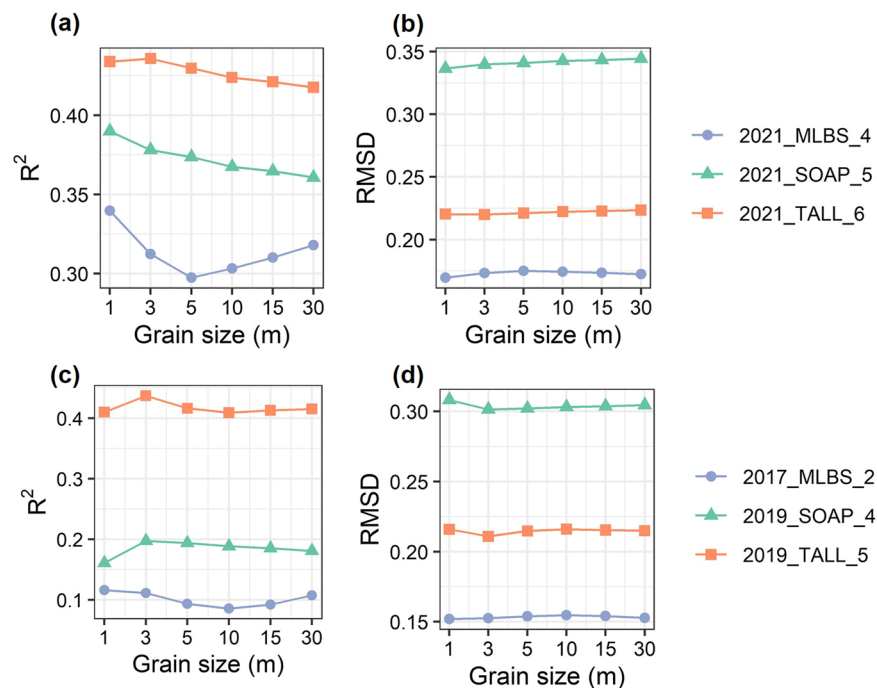 (a)
R²
0.40
0.35
0.30
1 3 5 10 15 30
Grain size (m)
(b)
RMSD
0.35
0.30
0.25
0.20
1 3 5 10 15 30
Grain size (m)
2021_MLBS_4
2021_SOAP_5
2021_TALL_6
(c)
R²
0.4
0.3
0.2
0.1
1 3 5 10 15 30
Grain size (m)
(d)
RMSD
0.30
0.25
0.20
0.15
1 3 5 10 15 30
Grain size (m)
2017_MLBS_2
2019_SOAP_4
2019_TALL_5